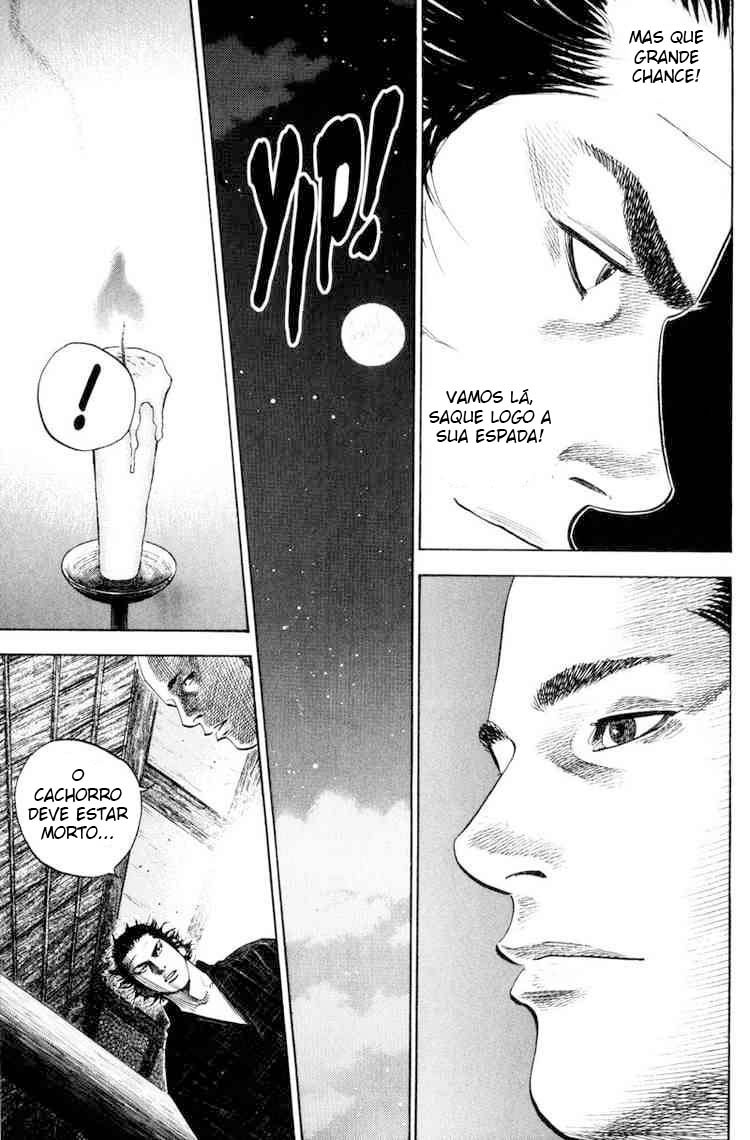 MAS QUE
GRANDE
CHANCE!
VAMOS LÁ,
SAQUE LOGO A
SUA ESPADA!
YIP!
!
O
CACHORRO
DEVE ESTAR
MORTO...